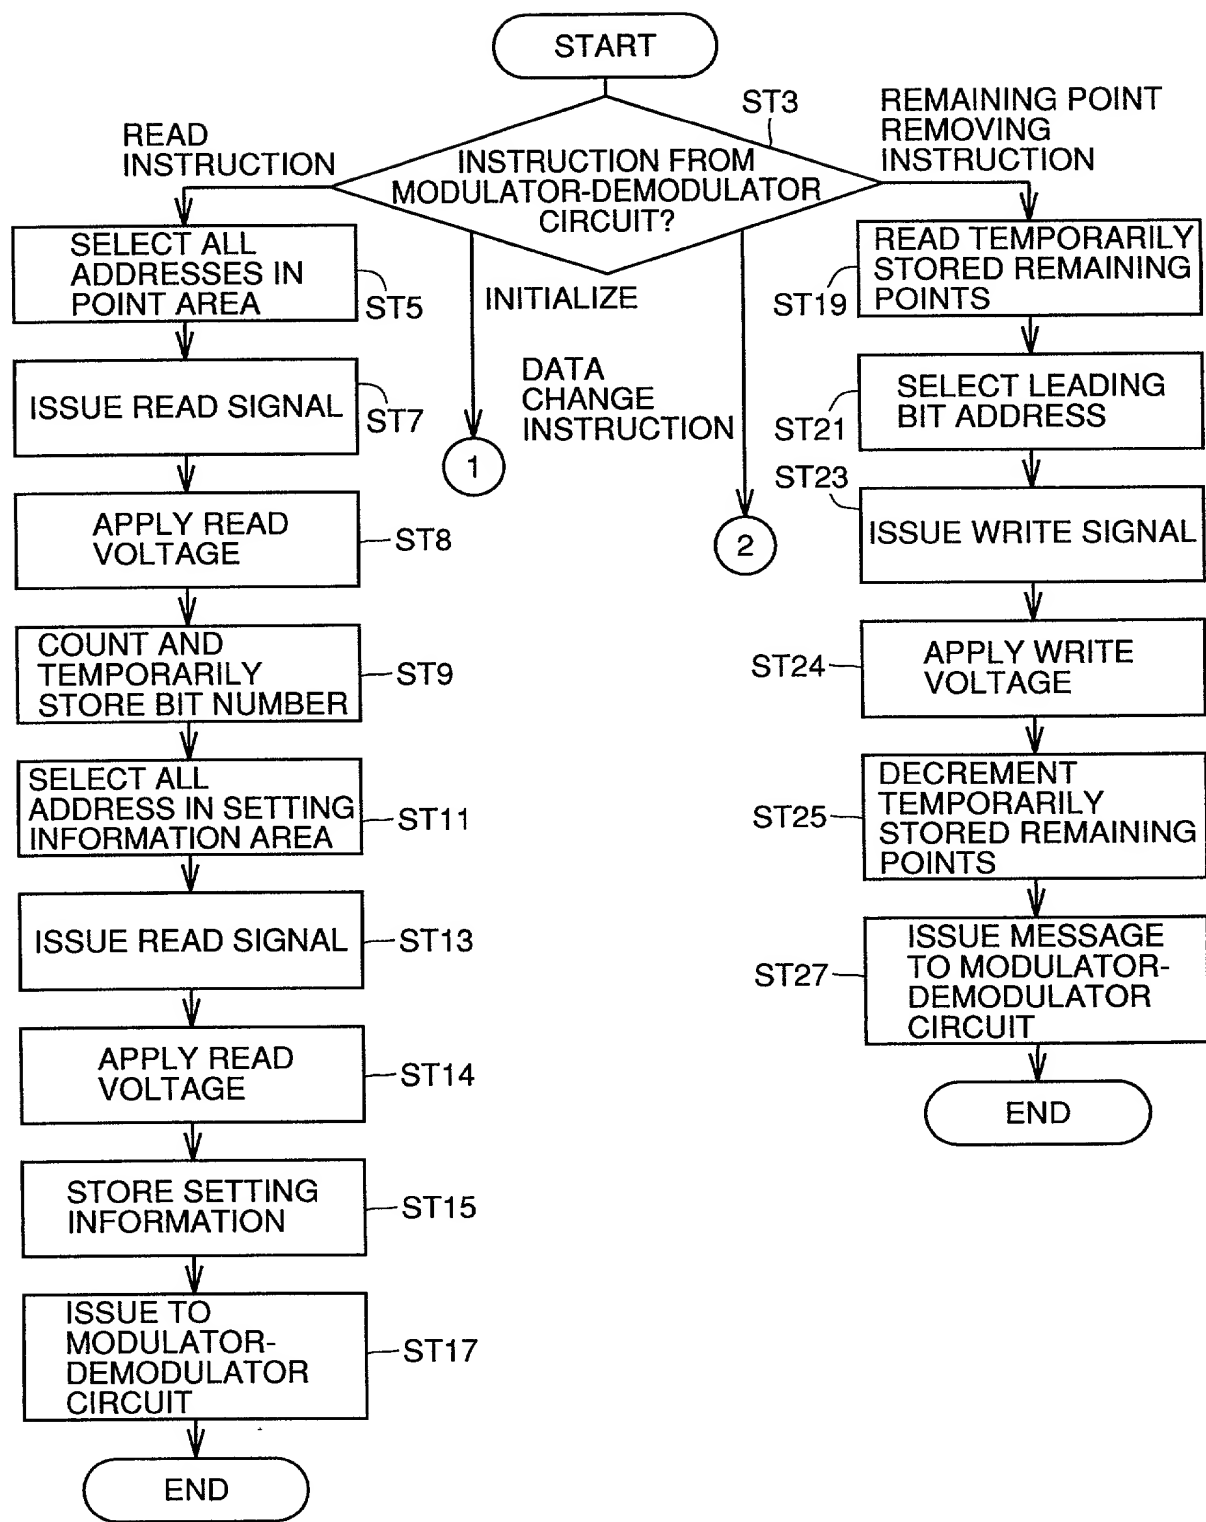 START
ST3
READ
INSTRUCTION
INSTRUCTION FROM
MODULATOR-DEMODULATOR
CIRCUIT?
REMAINING POINT
REMOVING
INSTRUCTION
SELECT ALL
ADDRESSES IN
POINT AREA
ST5
ISSUE READ SIGNAL
ST7
APPLY READ
VOLTAGE
ST8
COUNT AND
TEMPORARILY
STORE BIT NUMBER
ST9
SELECT ALL
ADDRESS IN SETTING
INFORMATION AREA
ST11
ISSUE READ SIGNAL
ST13
APPLY READ
VOLTAGE
ST14
STORE SETTING
INFORMATION
ST15
ISSUE TO
MODULATOR-
DEMODULATOR
CIRCUIT
ST17
END
INITIALIZE
1
DATA
CHANGE
INSTRUCTION
2
READ TEMPORARILY
STORED REMAINING
POINTS
ST19
SELECT LEADING
BIT ADDRESS
ST21
ST23
ISSUE WRITE SIGNAL
APPLY WRITE
VOLTAGE
ST24
DECREMENT
TEMPORARILY
STORED REMAINING
POINTS
ST25
ISSUE MESSAGE
TO MODULATOR-
DEMODULATOR
CIRCUIT
ST27
END